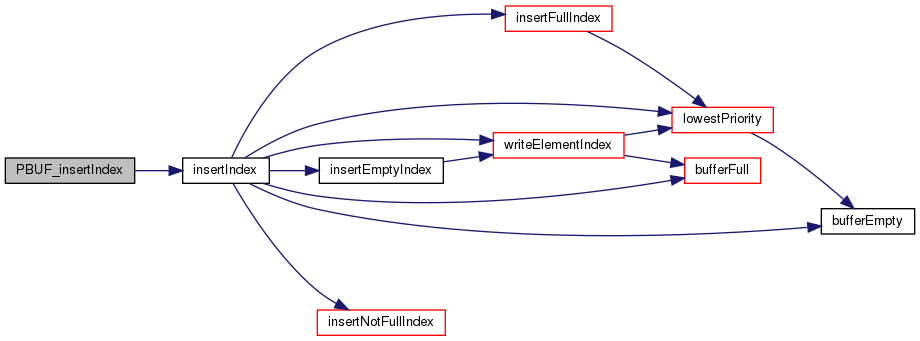 insertFullIndex
lowestPriority
writeElementIndex
PBUF_insertIndex
insertIndex
insertEmptyIndex
bufferFull
bufferEmpty
insertNotFullIndex